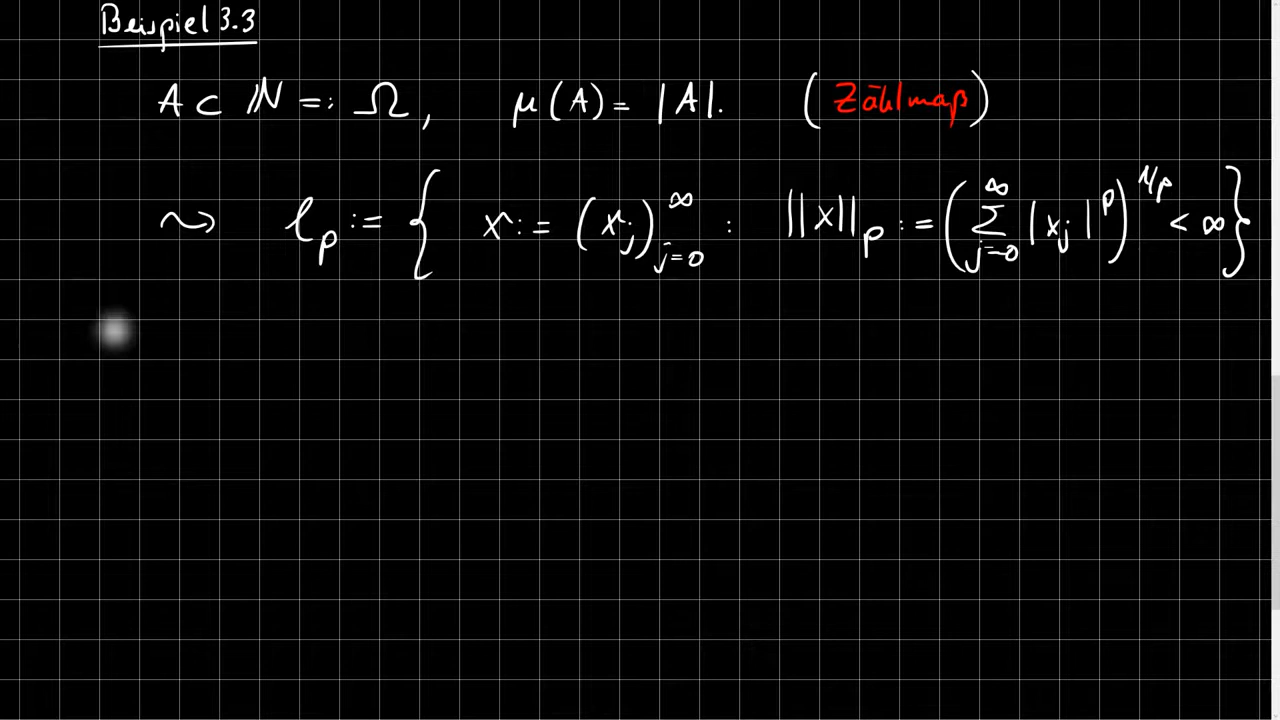 Beispiel 3.3
A ⊂ ℕ =: Ω, μ(A) = |A|. (Zählmaß)
⤳ ℓ_p := { x := (x_j)_{j=0}^∞ : ||x||_p := (∑_{j=0}^∞ |x_j|^p)^{1/p} < ∞ }